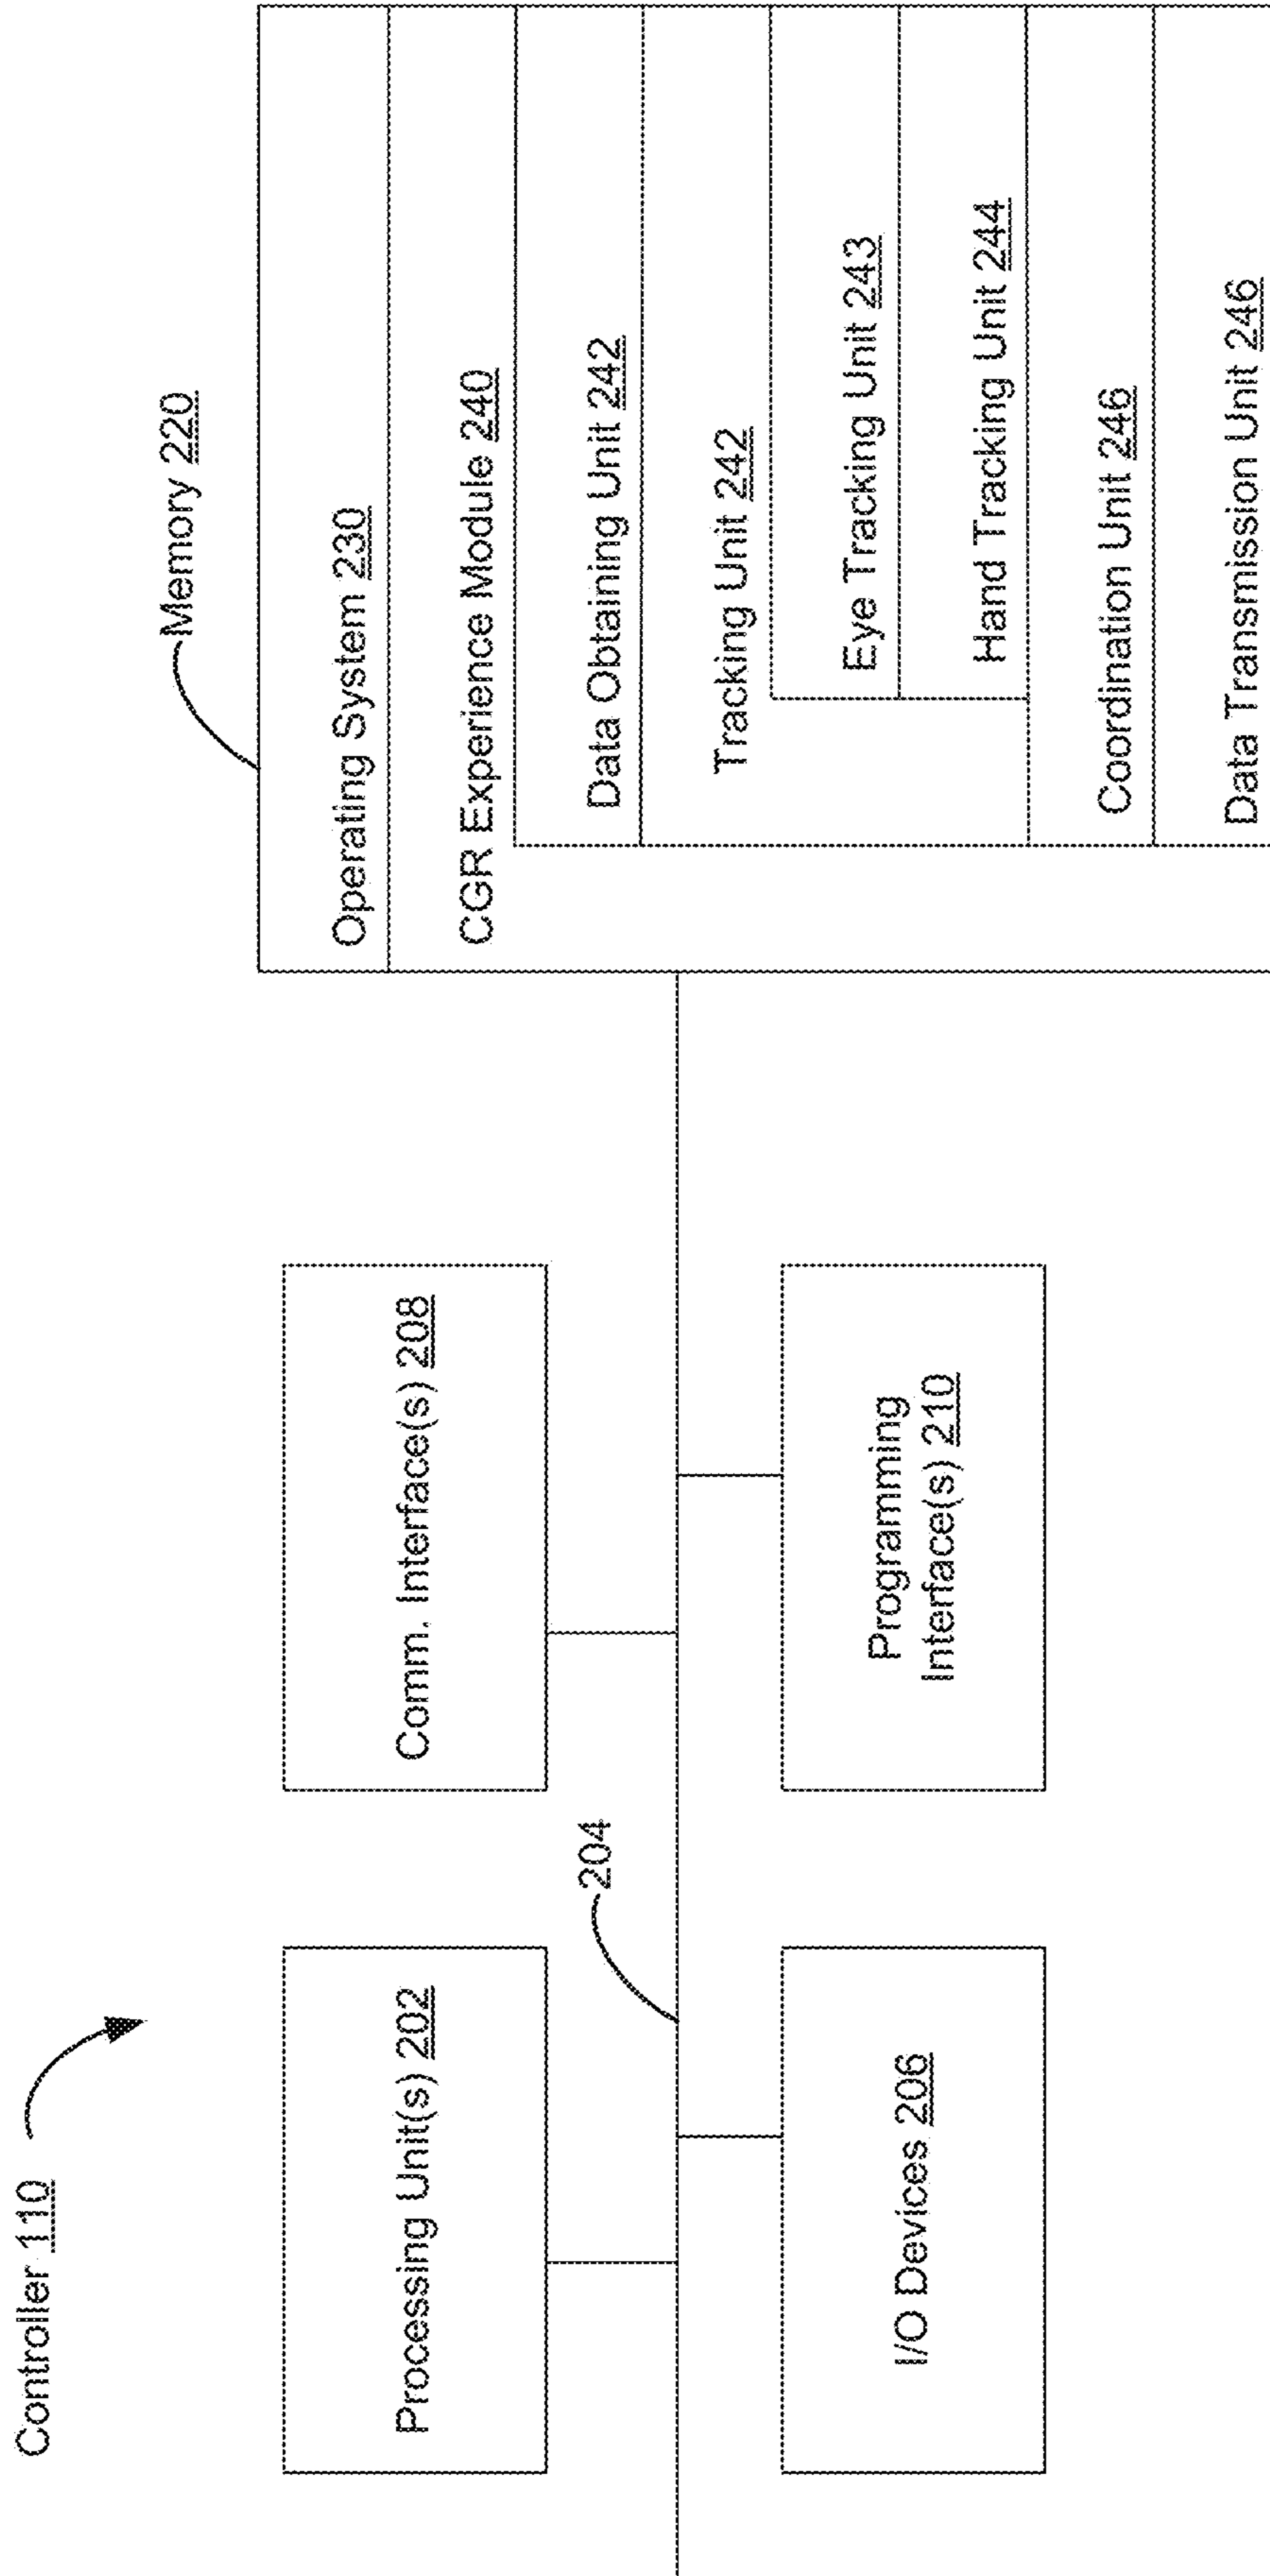 Controller 110
Memory 220
Processing Unit(s) 202
Comm. Interface(s) 208
204
I/O Devices 206
Programming
Interface(s) 210
Operating System 230
CGR Experience Module 240
Data Obtaining Unit 242
Tracking Unit 242
Eye Tracking Unit 243
Hand Tracking Unit 244
Coordination Unit 246
Data Transmission Unit 246